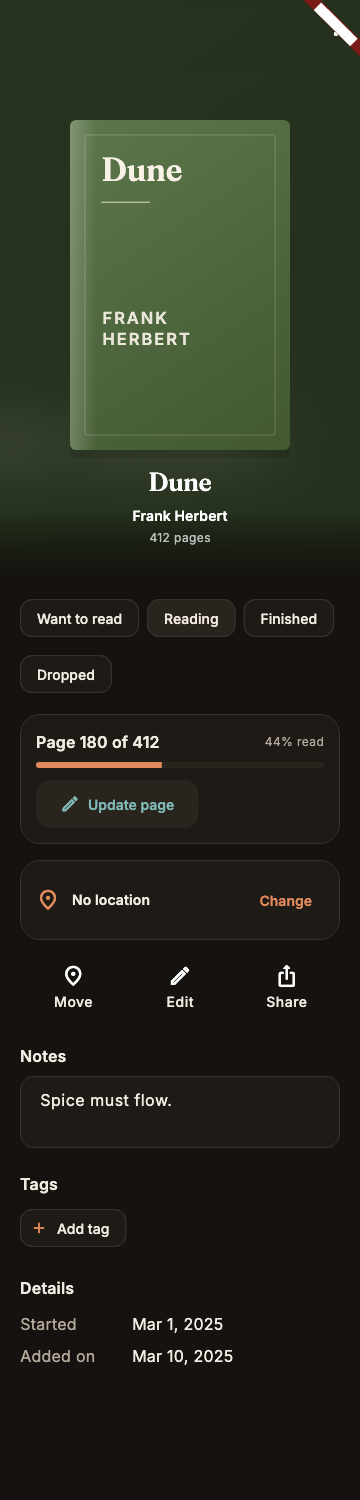 Dune
FRANK
HERBERT
Dune
Frank Herbert
412 pages
Want to read
Reading
Finished
Dropped
Page 180 of 412
44% read
Update page
No location
Change
Move
Edit
Share
Notes
Spice must flow.
Tags
+ Add tag
Details
Started
Mar 1, 2025
Added on
Mar 10, 2025